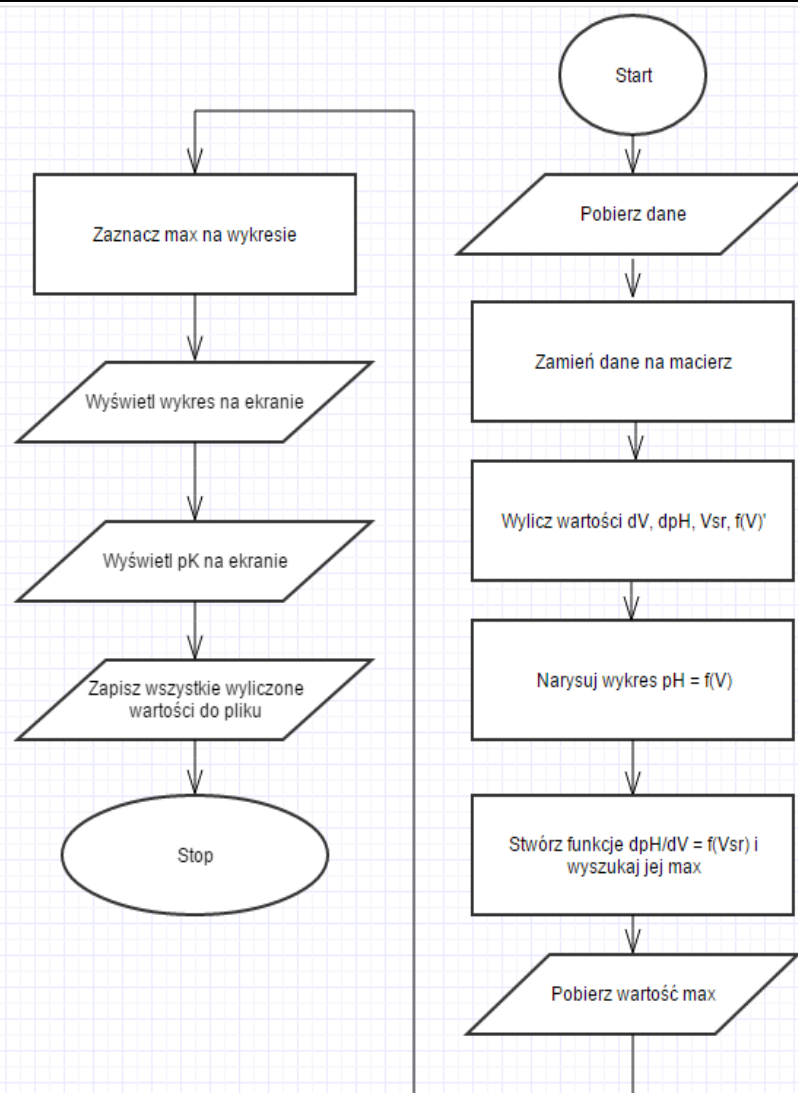 Start
Pobierz dane
Zamień dane na macierz
Wylicz wartości dV, dpH, Vsr, f(V)'
Narysuj wykres pH = f(V)
Stwórz funkcje dpH/dV = f(Vsr) i
wyszukaj jej max
Pobierz wartość max
Zaznacz max na wykresie
Wyświetl wykres na ekranie
Wyświetl pK na ekranie
Zapisz wszystkie wyliczone
wartości do pliku
Stop